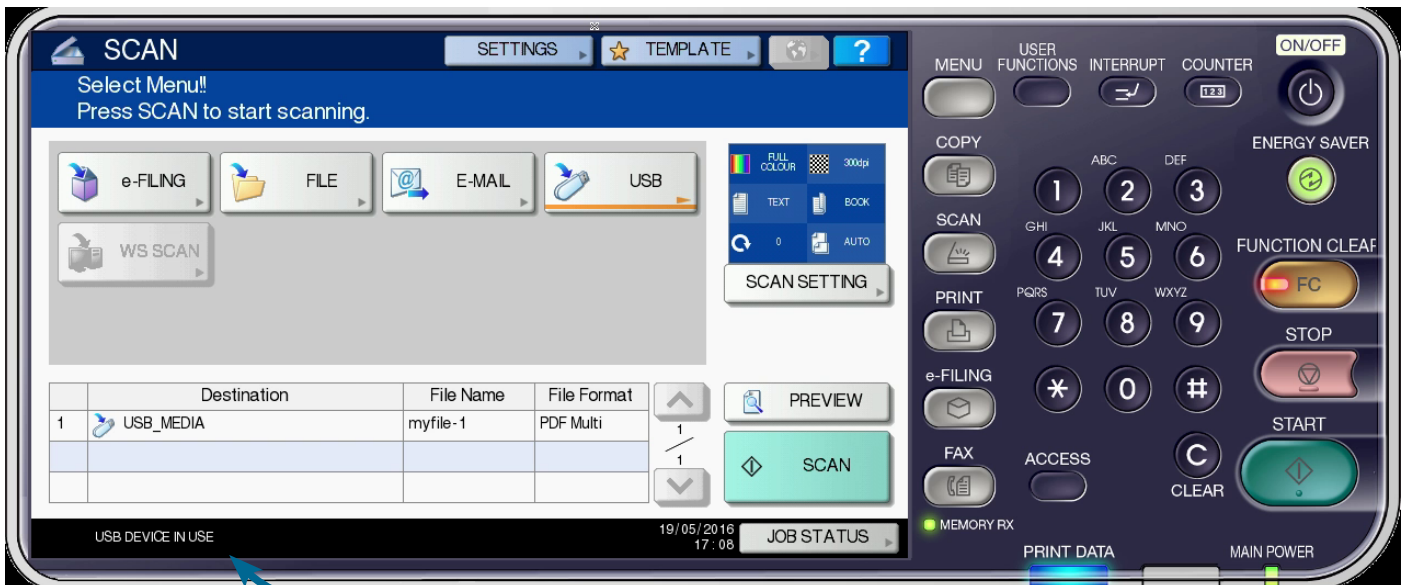 SCAN
SETTINGS
TEMPLATE
?
Select Menu!!
Press SCAN to start scanning.
e-FILING
FILE
E-MAIL
USB
WS SCAN
FULL COLOUR
300dpi
TEXT
BOOK
0
AUTO
SCAN SETTING
Destination File Name File Format
1 USB_MEDIA myfile-1 PDF Multi
1
1
PREVIEW
SCAN
USB DEVICE IN USE
19/05/2016
17:08
JOB STATUS
MENU
USER FUNCTIONS
INTERRUPT
COUNTER
123
ON/OFF
COPY
SCAN
PRINT
e-FILING
FAX
MEMORY RX
ABC
DEF
1 2 3
GHI
JKL
MNO
4 5 6
PQRS
TUV
WXYZ
7 8 9
* 0 #
ACCESS
C
CLEAR
ENERGY SAVER
FUNCTION CLEAR
FC
STOP
START
PRINT DATA
MAIN POWER